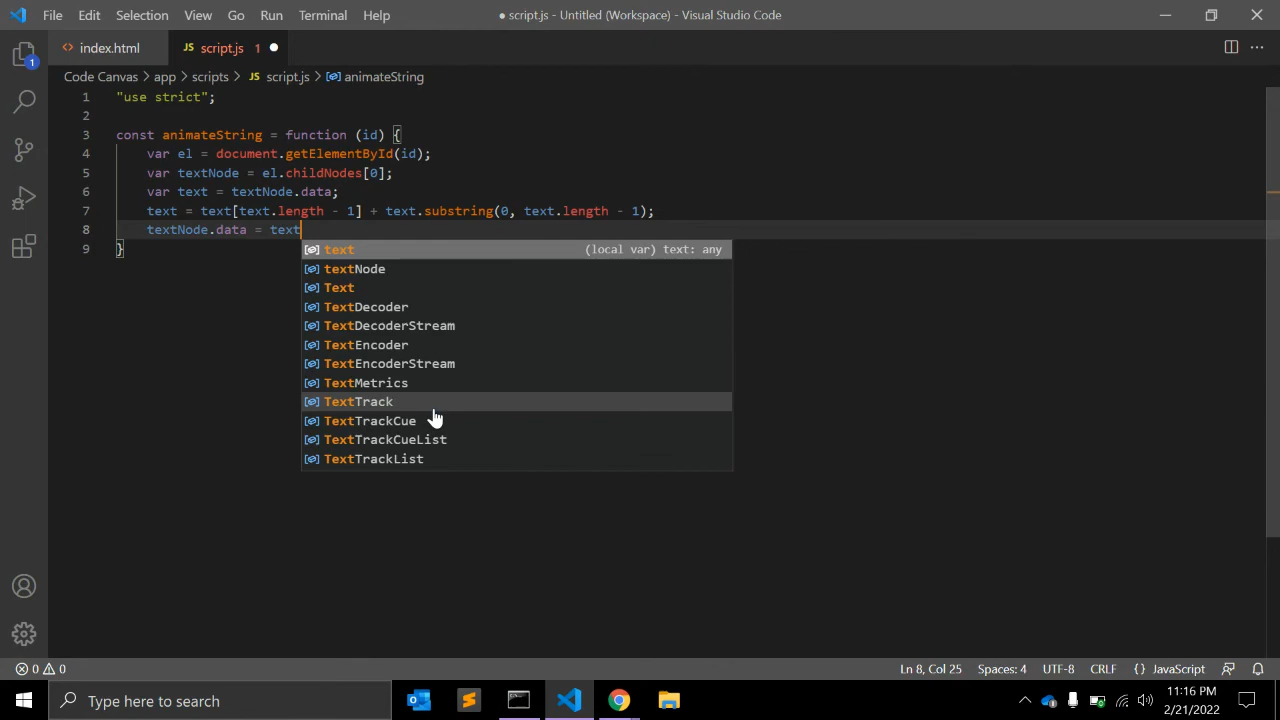 File Edit Selection View Go Run Terminal Help
● script.js - Untitled (Workspace) - Visual Studio Code
1
<> index.html
JS script.js 1 ●
Code Canvas > app > scripts > JS script.js > animateString
1 "use strict";
2
3 const animateString = function (id) {
4 var el = document.getElementById(id);
5 var textNode = el.childNodes[0];
6 var text = textNode.data;
7 text = text[text.length - 1] + text.substring(0, text.length - 1);
8 textNode.data = text
9 }
text (local var) text: any
textNode
Text
TextDecoder
TextDecoderStream
TextEncoder
TextEncoderStream
TextMetrics
TextTrack
TextTrackCue
TextTrackCueList
TextTrackList
0 0
Ln 8, Col 25 Spaces: 4 UTF-8 CRLF {} JavaScript
Type here to search
11:16 PM
2/21/2022